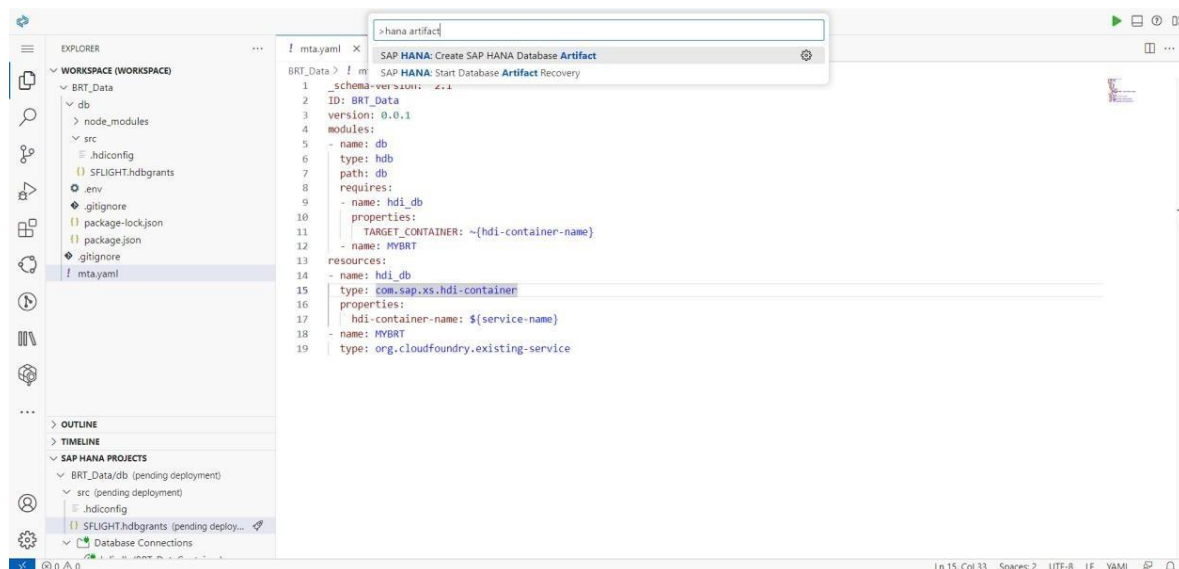 >hana artifact
SAP HANA: Create SAP HANA Database Artifact
SAP HANA: Start Database Artifact Recovery
EXPLORER
WORKSPACE (WORKSPACE)
BRT_Data
db
node_modules
src
.hdiconfig
SFLIGHT.hdbgrants
.env
.gitignore
package-lock.json
package.json
.gitignore
! mta.yaml
OUTLINE
TIMELINE
SAP HANA PROJECTS
BRT_Data/db (pending deployment)
src (pending deployment)
.hdiconfig
SFLIGHT.hdbgrants (pending deploy...
Database Connections
! mta.yaml
BRT_Data > ! m
1 _schema-version: "2.1"
2 ID: BRT_Data
3 version: 0.0.1
4 modules:
5 - name: db
6 type: hdb
7 path: db
8 requires:
9 - name: hdi_db
10 properties:
11 TARGET_CONTAINER: ~{hdi-container-name}
12 - name: MYBRT
13 resources:
14 - name: hdi_db
15 type: com.sap.xs.hdi-container
16 properties:
17 hdi-container-name: ${service-name}
18 - name: MYBRT
19 type: org.cloudfoundry.existing-service
0 0
Ln 15, Col 33 Spaces: 2 UTF-8 LF YAML